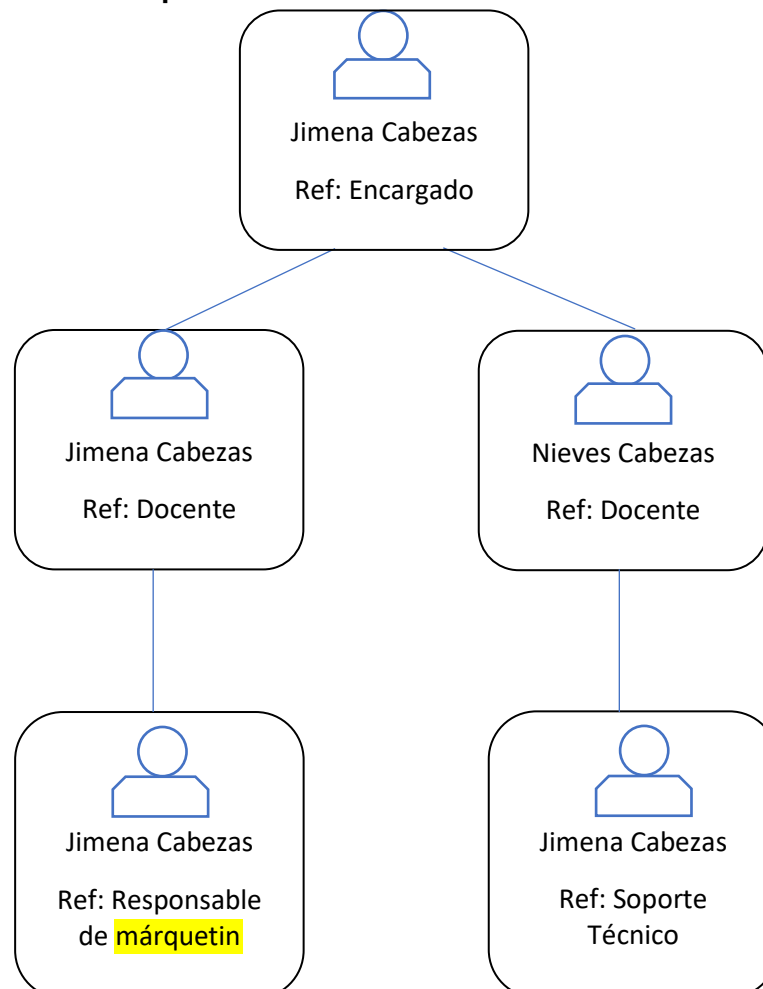 Jimena Cabezas
Ref: Encargado
Jimena Cabezas
Ref: Docente
Nieves Cabezas
Ref: Docente
Jimena Cabezas
Ref: Responsable
de márquetin
Jimena Cabezas
Ref: Soporte
Técnico